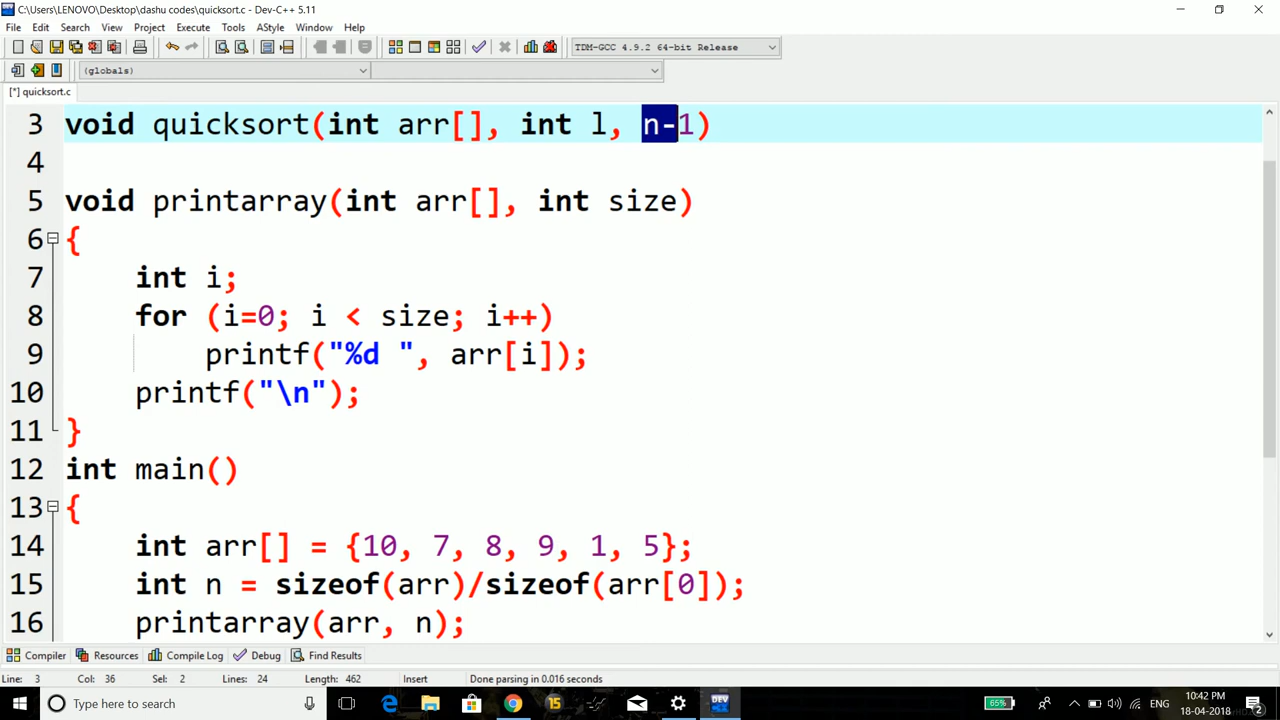 C:\Users\LENOVO\Desktop\dashu codes\quicksort.c - Dev-C++ 5.11
File Edit Search View Project Execute Tools AStyle Window Help
TDM-GCC 4.9.2 64-bit Release
(globals)
[*] quicksort.c
3 void quicksort(int arr[], int l, n-1)
4
5 void printarray(int arr[], int size)
6 {
7 int i;
8 for (i=0; i < size; i++)
9 printf("%d ", arr[i]);
10 printf("\n");
11 }
12 int main()
13 {
14 int arr[] = {10, 7, 8, 9, 1, 5};
15 int n = sizeof(arr)/sizeof(arr[0]);
16 printarray(arr, n);
Compiler Resources Compile Log Debug Find Results
Line: 3 Col: 36 Sel: 2 Lines: 24 Length: 462 Insert Done parsing in 0.016 seconds
Type here to search 15 DEV 65% ENG 10:42 PM
18-04-2018 2